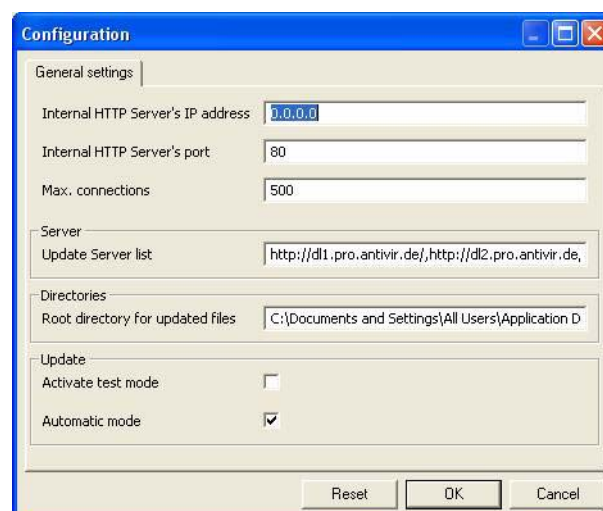 Configuration
General settings
Internal HTTP Server's IP address 0.0.0.0
Internal HTTP Server's port 80
Max. connections 500
Server
Update Server list http://dl1.pro.antivir.de/,http://dl2.pro.antivir.de,
Directories
Root directory for updated files C:\Documents and Settings\All Users\Application D
Update
Activate test mode
Automatic mode
Reset OK Cancel